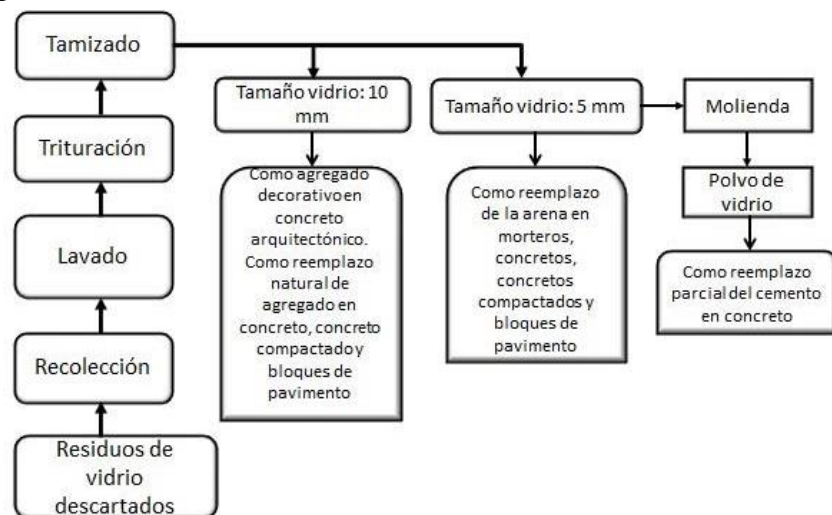 Tamizado
Trituración
Lavado
Recolección
Residuos de
vidrio
descartados
Tamaño vidrio: 10
mm
Como agregado
decorativo en
concreto
arquitectónico.
Como reemplazo
natural de
agregado en
concreto, concreto
compactado y
bloques de
pavimento
Tamaño vidrio: 5 mm
Como reemplazo
de la arena en
morteros,
concretos,
concretos
compactados y
bloques de
pavimento
Molienda
Polvo de
vidrio
Como reemplazo
parcial del cemento
en concreto